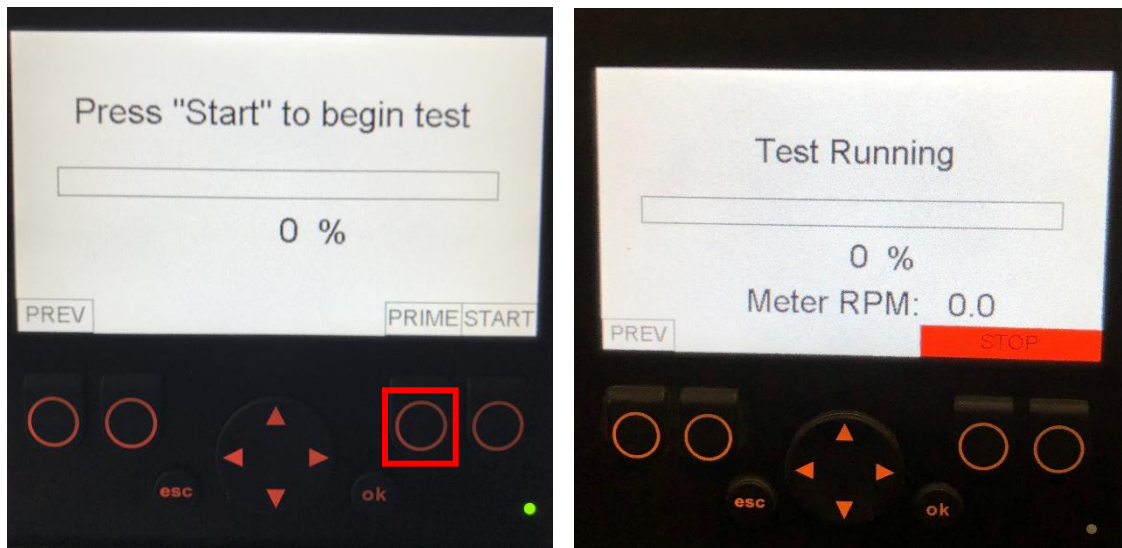 Press "Start" to begin test
0 %
PREV PRIME START
esc ok
Test Running
0 %
Meter RPM: 0.0
PREV STOP
esc ok